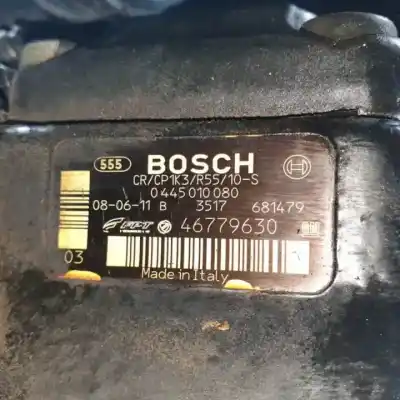 555 BOSCH
CR/CP1K3/R55/10-S
0 445 010 080
08-06-11 B 3517 681479
FPT 46779630
03
Made in Italy